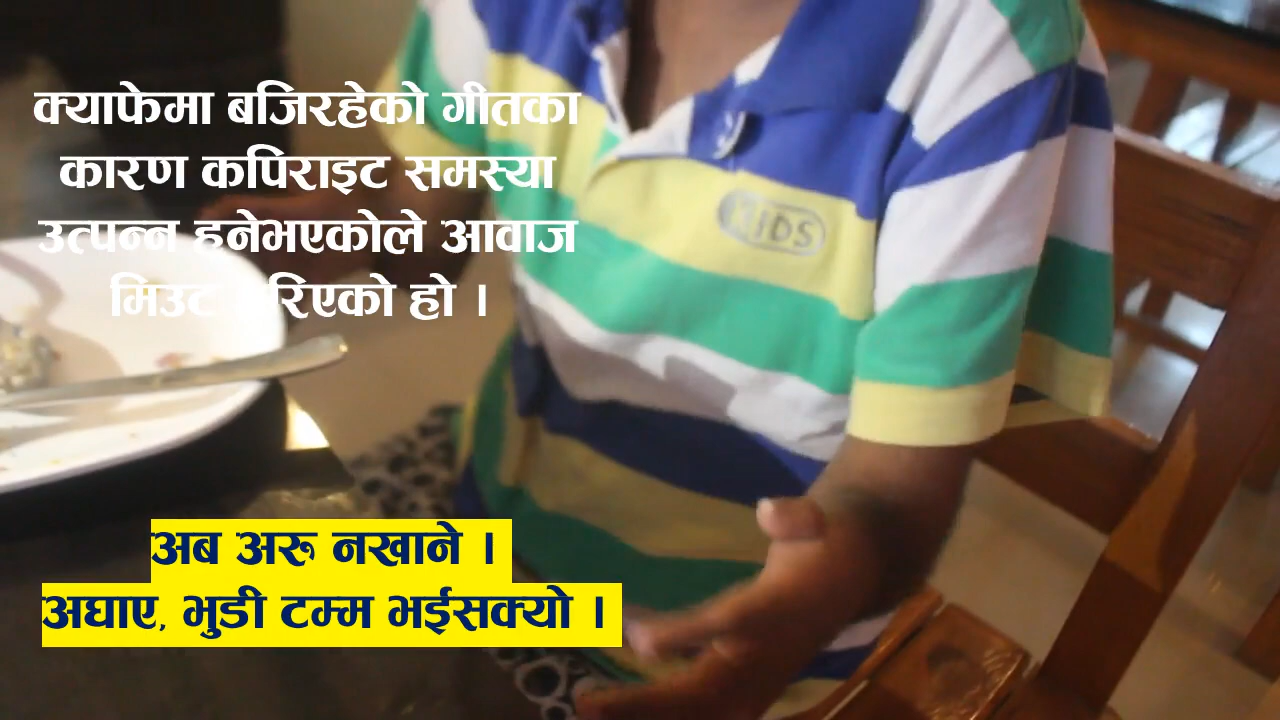 क्याफेमा बजिरहेको गीतका
कारण कपिराइट समस्या
उत्पन्न हुनेभएकोले आवाज
मिउट गरिएको हो ।
KIDS
अब अरु नखाने ।
अघाए, भुडी टम्म भईसक्यो ।